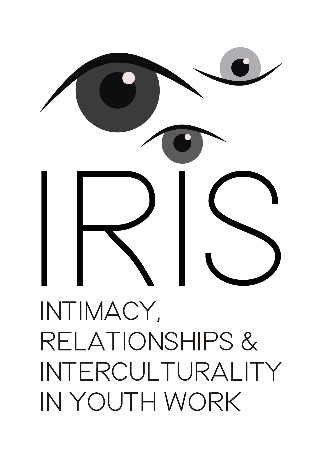 IRIS
INTIMACY,
RELATIONSHIPS &
INTERCULTURALITY
IN YOUTH WORK